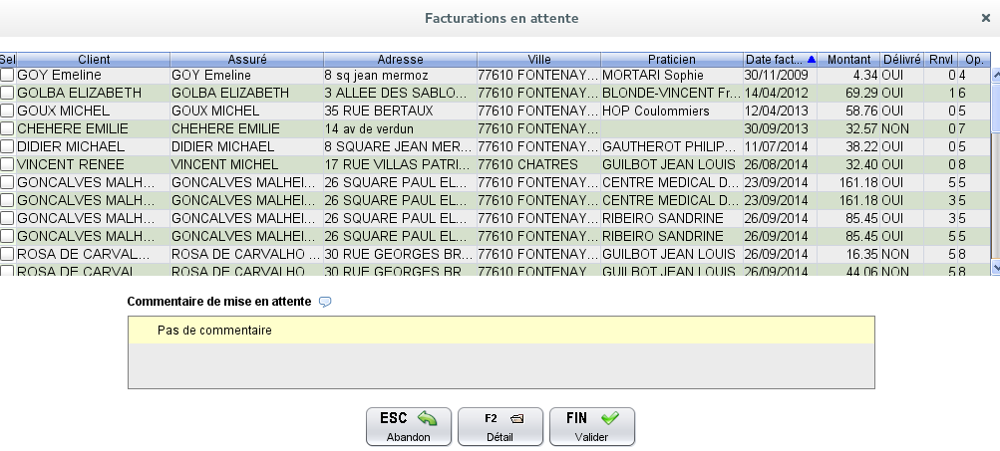 Facturations en attente
Sel Client Assuré Adresse Ville Praticien Date fact... Montant Délivré Rnvl Op.
GOY Emeline GOY Emeline 8 sq jean mermoz 77610 FONTENAY... MORTARI Sophie 30/11/2009 4.34 OUI 0 4
GOLBA ELIZABETH GOLBA ELIZABETH 3 ALLEE DES SABLO... 77610 FONTENAY... BLONDE-VINCENT Fr... 14/04/2012 69.29 OUI 1 6
GOUX MICHEL GOUX MICHEL 35 RUE BERTAUX 77610 FONTENAY... HOP Coulommiers 12/04/2013 58.76 OUI 0 5
CHEHERE EMILIE CHEHERE EMILIE 14 av de verdun 77610 FONTENAY... 30/09/2013 32.57 NON 0 7
DIDIER MICHAEL DIDIER MICHAEL 8 SQUARE JEAN MER... 77610 FONTENAY... GAUTHEROT PHILIP... 11/07/2014 38.22 OUI 0 5
VINCENT RENEE VINCENT MICHEL 17 RUE VILLAS PATRI... 77610 CHATRES GUILBOT JEAN LOUIS 26/08/2014 32.40 OUI 0 8
GONCALVES MALH... GONCALVES MALHEI... 26 SQUARE PAUL EL... 77610 FONTENAY... CENTRE MEDICAL D... 23/09/2014 161.18 OUI 5 5
GONCALVES MALH... GONCALVES MALHEI... 26 SQUARE PAUL EL... 77610 FONTENAY... CENTRE MEDICAL D... 23/09/2014 161.18 OUI 3 5
GONCALVES MALH... GONCALVES MALHEI... 26 SQUARE PAUL EL... 77610 FONTENAY... RIBEIRO SANDRINE 26/09/2014 85.45 OUI 3 5
GONCALVES MALH... GONCALVES MALHEI... 26 SQUARE PAUL EL... 77610 FONTENAY... RIBEIRO SANDRINE 26/09/2014 85.45 OUI 5 5
ROSA DE CARVAL... ROSA DE CARVALHO ... 30 RUE GEORGES BR... 77610 FONTENAY... GUILBOT JEAN LOUIS 26/09/2014 16.35 NON 5 8
ROSA DE CARVAL... ROSA DE CARVALHO ... 30 RUE GEORGES BR... 77610 FONTENAY... GUILBOT JEAN LOUIS 26/09/2014 44.06 NON 5 8
Commentaire de mise en attente
Pas de commentaire
ESC Abandon
F2 Détail
FIN Valider